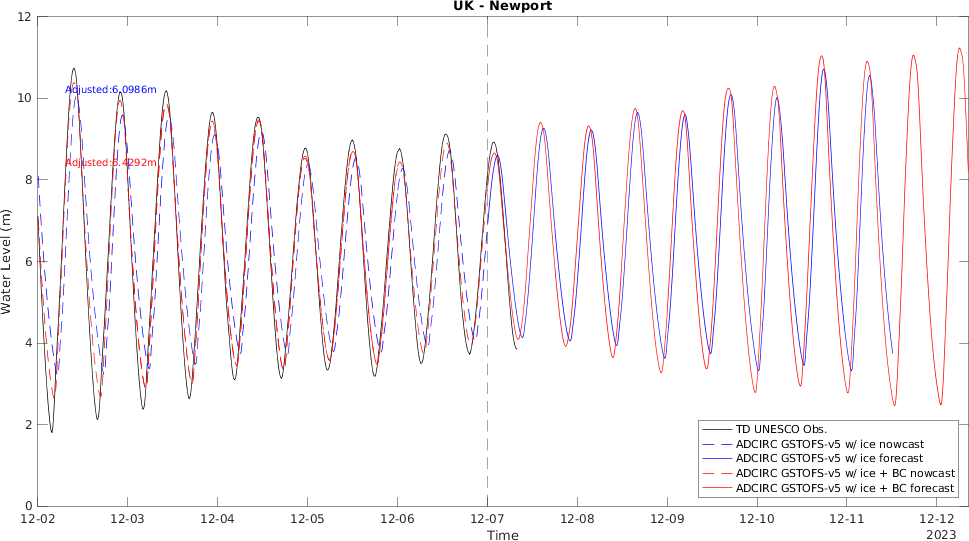 UK - Newport
12
10
8
6
4
2
0
Water Level (m)
Adjusted:6.0986m
Adjusted:6.4292m
TD UNESCO Obs.
ADCIRC GSTOFS-v5 w/ ice nowcast
ADCIRC GSTOFS-v5 w/ ice forecast
ADCIRC GSTOFS-v5 w/ ice + BC nowcast
ADCIRC GSTOFS-v5 w/ ice + BC forecast
12-02 12-03 12-04 12-05 12-06 12-07 12-08 12-09 12-10 12-11 12-12
Time
2023